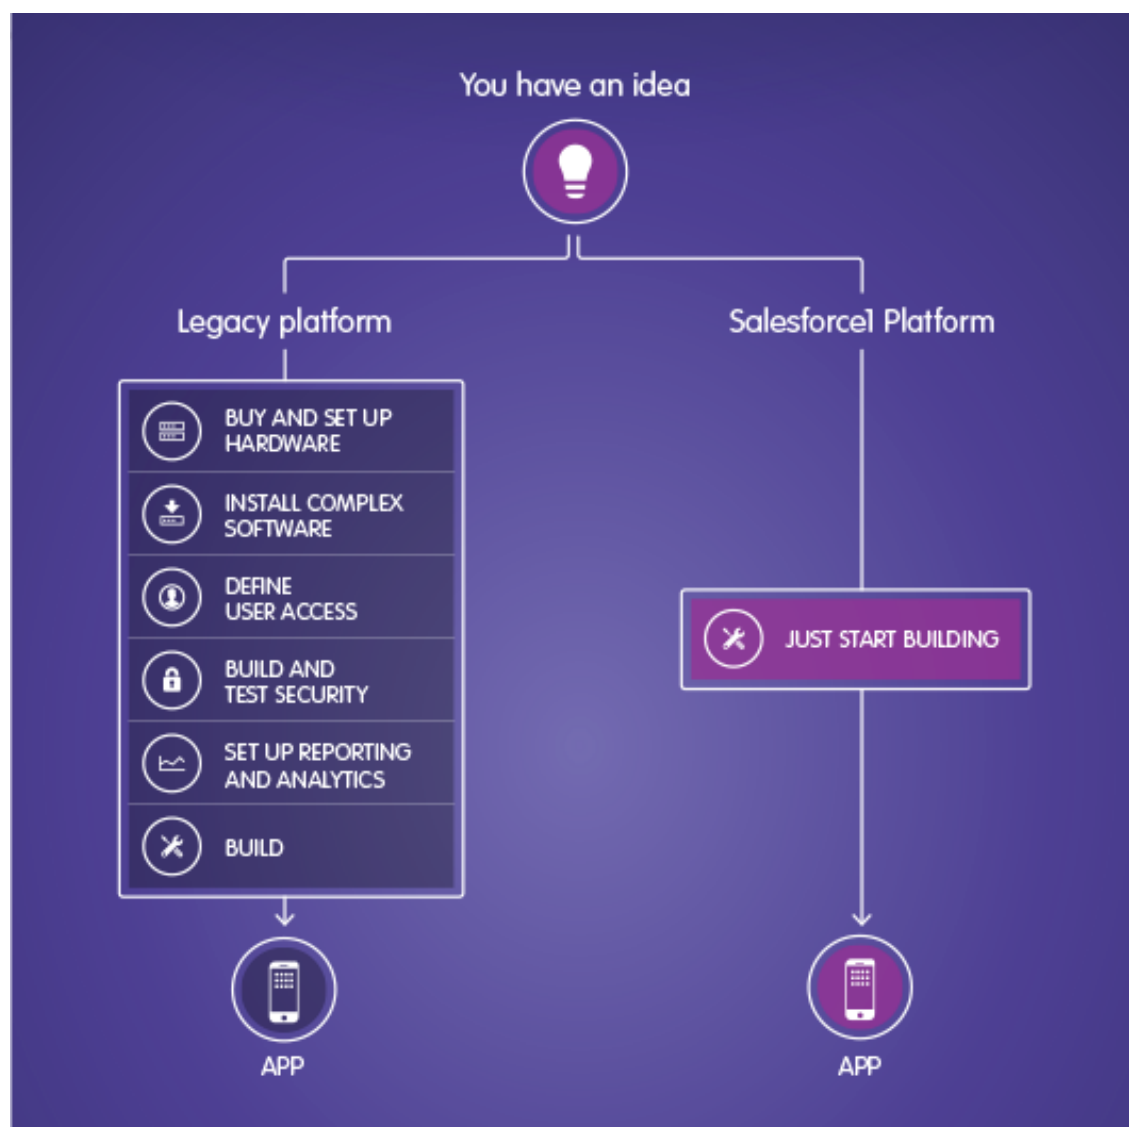 You have an idea
Legacy platform
BUY AND SET UP
HARDWARE
INSTALL COMPLEX
SOFTWARE
DEFINE
USER ACCESS
BUILD AND
TEST SECURITY
SET UP REPORTING
AND ANALYTICS
BUILD
APP
Salesforce1 Platform
JUST START BUILDING
APP